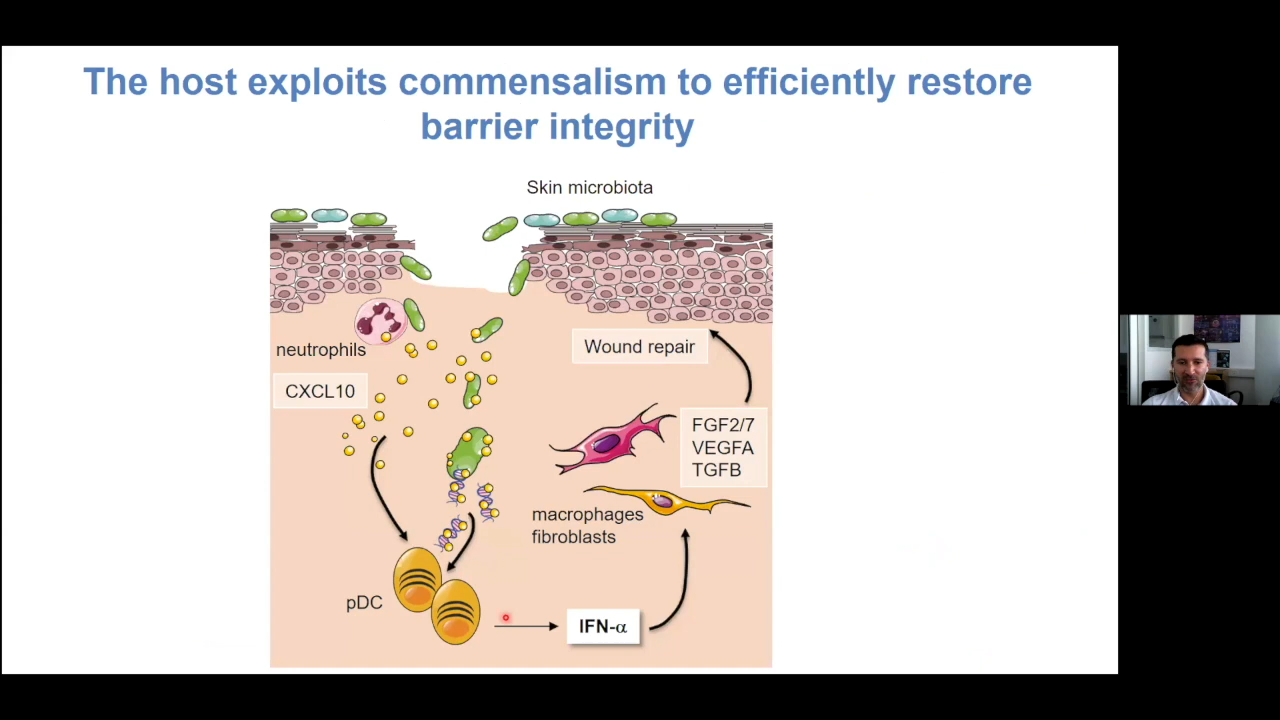 The host exploits commensalism to efficiently restore
barrier integrity
Skin microbiota
neutrophils
CXCL10
Wound repair
FGF2/7
VEGFA
TGFB
macrophages
fibroblasts
pDC
IFN-α